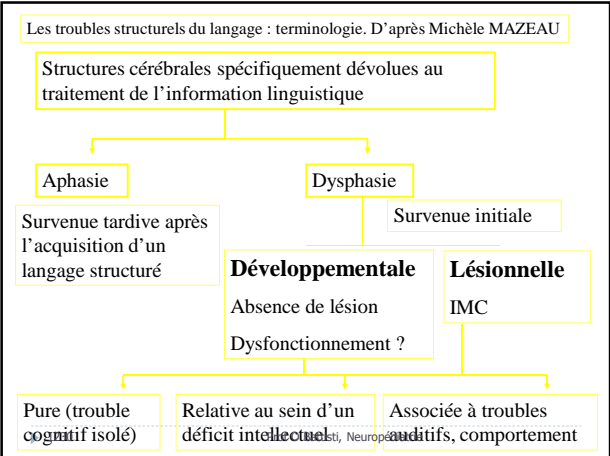 Les troubles structurels du langage : terminologie. D’après Michèle MAZEAU
Structures cérébrales spécifiquement dévolues au
traitement de l’information linguistique
Aphasie
Dysphasie
Survenue tardive après
l’acquisition d’un
langage structuré
Survenue initiale
Développementale
Absence de lésion
Dysfonctionnement ?
Lésionnelle
IMC
Pure (trouble
cognitif isolé)
Relative au sein d’un
déficit intellectuel
Associée à troubles
auditifs, comportement